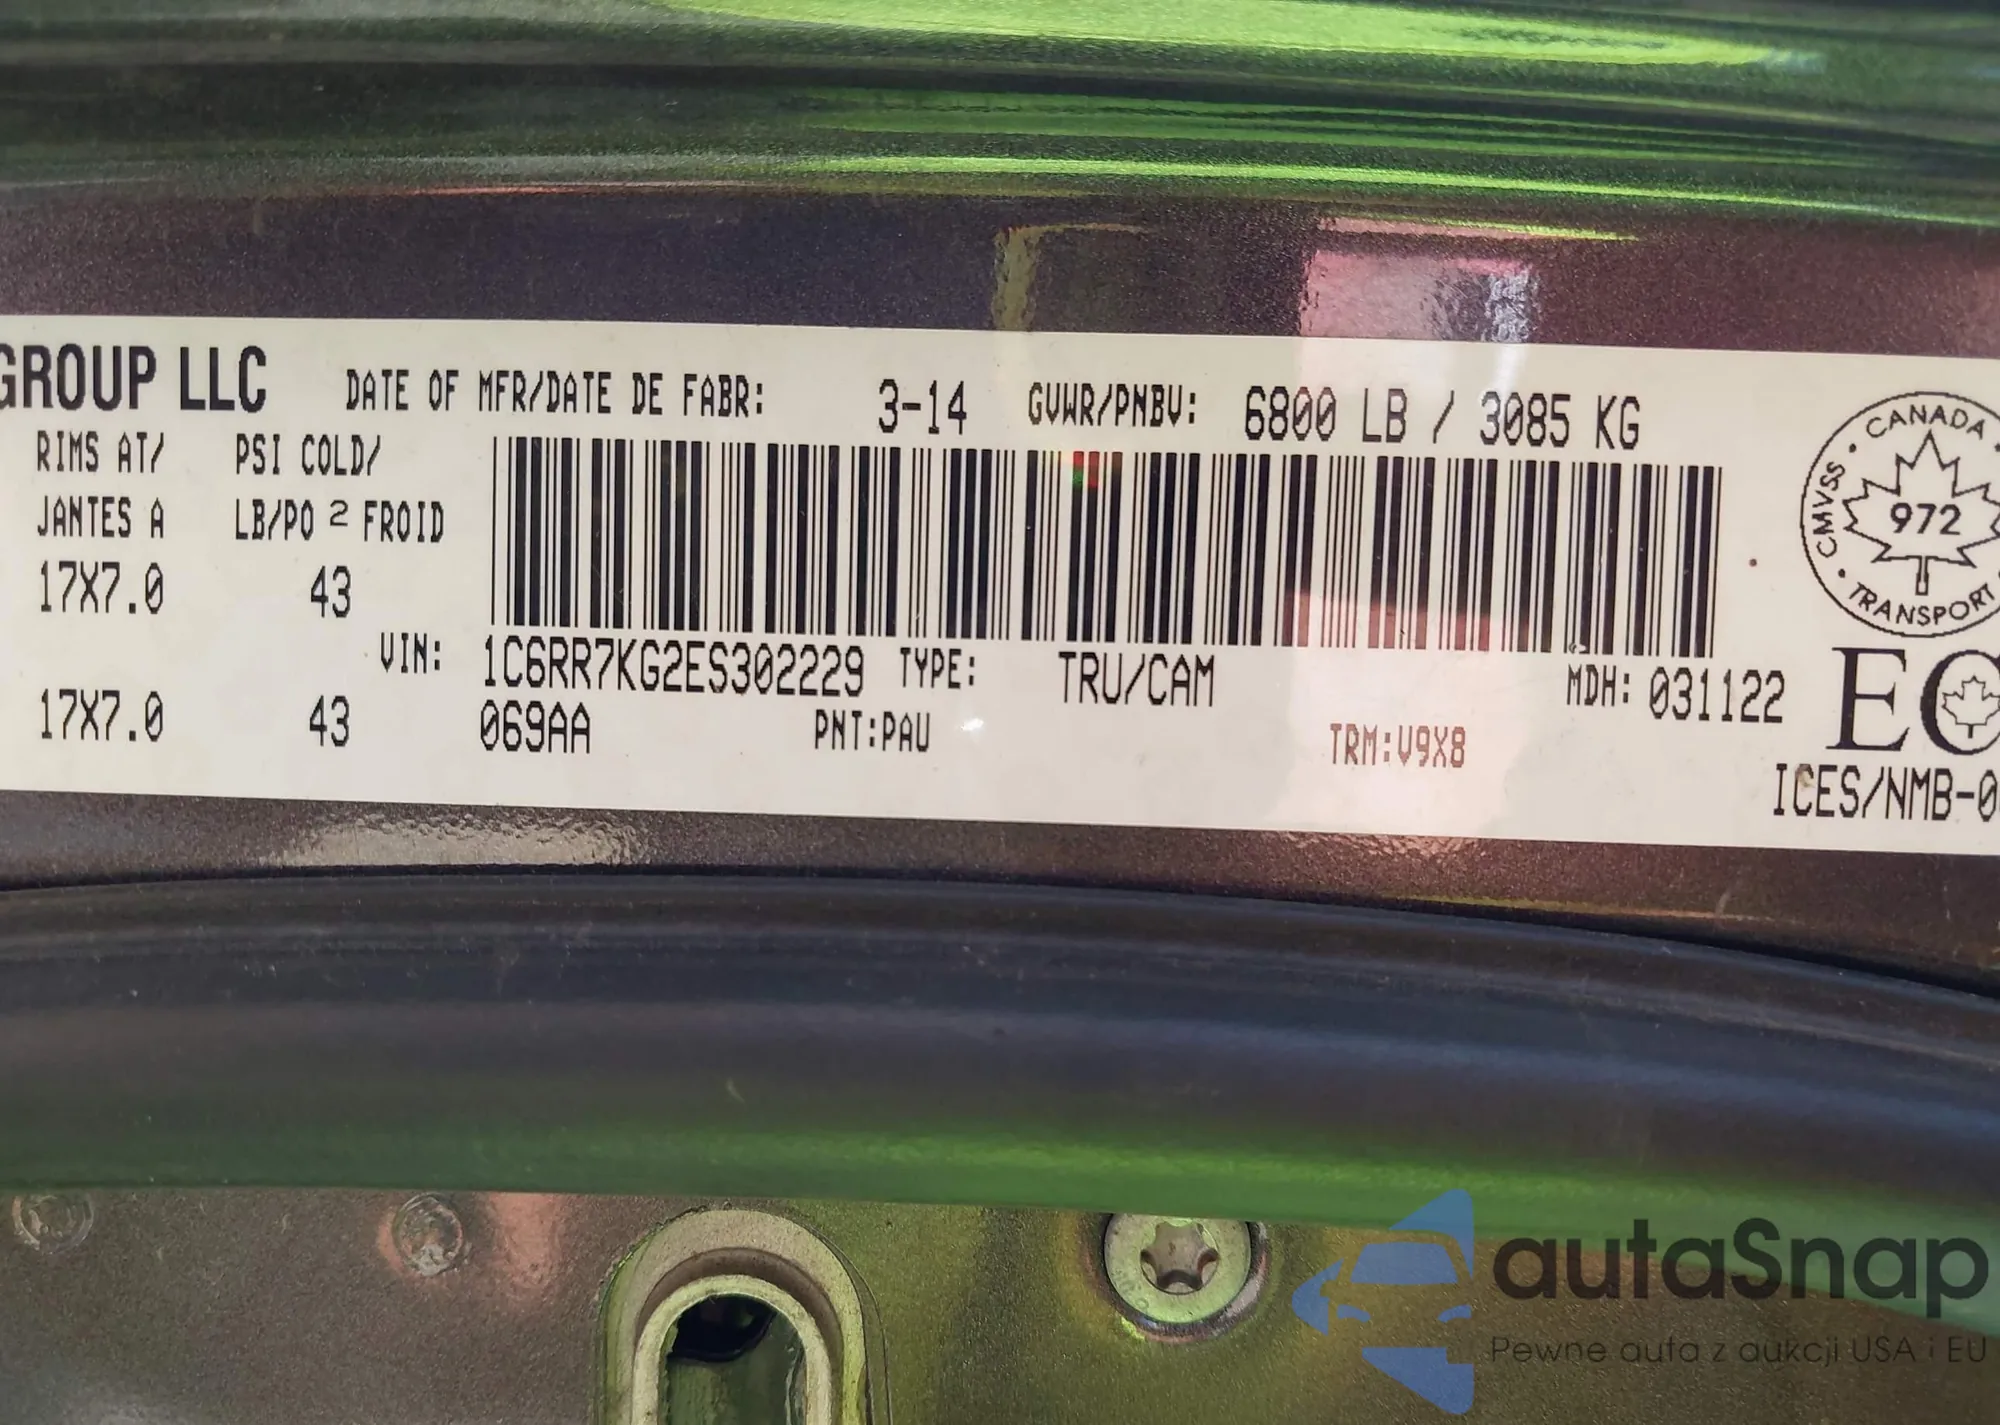 GROUP LLC DATE OF MFR/DATE DE FABR: 3-14 GVWR/PNBV: 6800 LB / 3085 KG
RIMS AT/ PSI COLD/
JANTES A LB/PO 2 FROID
17X7.0 43
VIN: 1C6RR7KG2ES302229 TYPE: TRU/CAM MDH: 031122
17X7.0 43 069AA PNT:PAU TRM:V9X8
CANADA
CMVSS
972
TRANSPORT
EC
ICES/NMB-0
autaSnap
Pewne auta z aukcji USA i EU